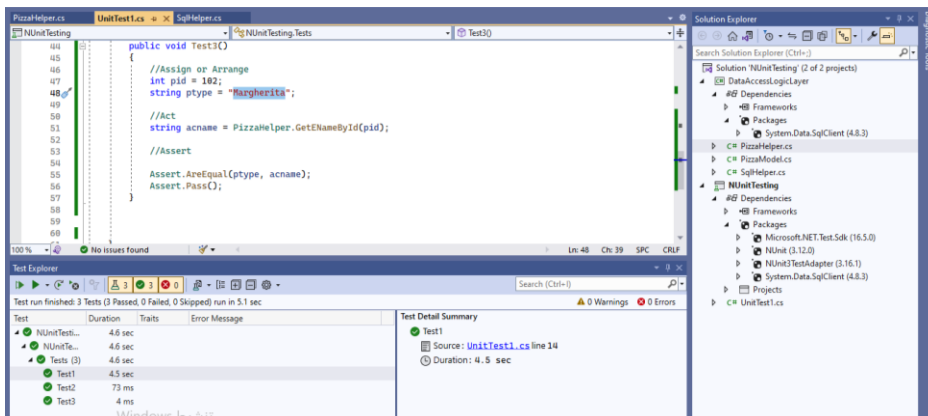 PizzaHelper.cs UnitTest1.cs SqlHelper.cs
NUnitTesting NUnitTesting.Tests Test3()
44 public void Test3()
45 {
46 //Assign or Arrange
47 int pid = 102;
48 string ptype = "Margherita";
49
50 //Act
51 string acname = PizzaHelper.GetENameById(pid);
52
53 //Assert
54
55 Assert.AreEqual(ptype, acname);
56 Assert.Pass();
57 }
58
59
60
100 % No issues found Ln: 48 Ch: 39 SPC CRLF
Test Explorer
3 3 0 Search (Ctrl+I)
Test run finished: 3 Tests (3 Passed, 0 Failed, 0 Skipped) run in 5.1 sec 0 Warnings 0 Errors
Test Duration Traits Error Message
NUnitTesti... 4.6 sec
NUnitTe... 4.6 sec
Tests (3) 4.6 sec
Test1 4.5 sec
Test2 73 ms
Test3 4 ms
Test Detail Summary
Test1
Source: UnitTest1.cs line 14
Duration: 4.5 sec
Solution Explorer
Search Solution Explorer (Ctrl+;)
Solution 'NUnitTesting' (2 of 2 projects)
DataAccessLogicLayer
Dependencies
Frameworks
Packages
System.Data.SqlClient (4.8.3)
C# PizzaHelper.cs
C# PizzaModel.cs
C# SqlHelper.cs
NUnitTesting
Dependencies
Frameworks
Packages
Microsoft.NET.Test.Sdk (16.5.0)
NUnit (3.12.0)
NUnit3TestAdapter (3.16.1)
System.Data.SqlClient (4.8.3)
Projects
C# UnitTest1.cs